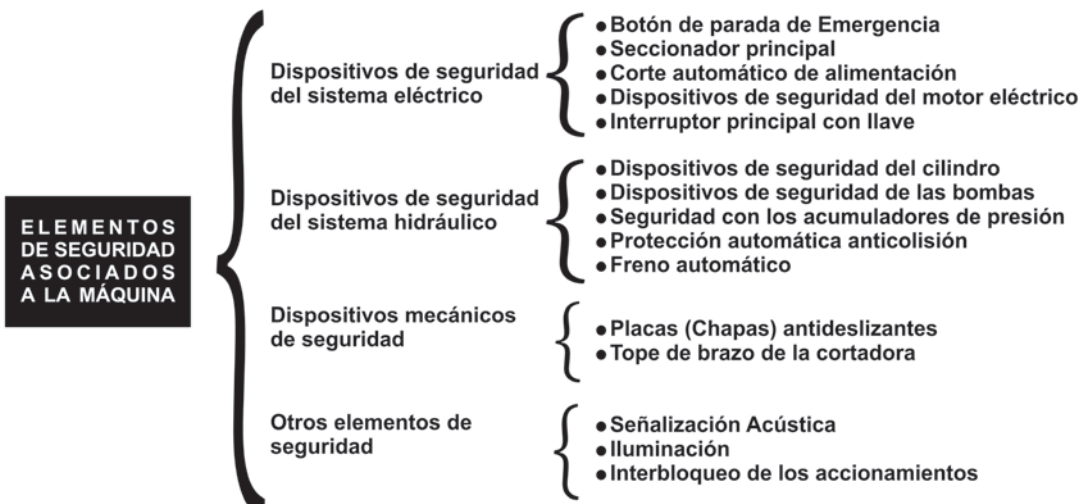 ELEMENTOS
DE SEGURIDAD
ASOCIADOS
A LA MÁQUINA
Dispositivos de seguridad
del sistema eléctrico
● Botón de parada de Emergencia
● Seccionador principal
● Corte automático de alimentación
● Dispositivos de seguridad del motor eléctrico
● Interruptor principal con llave
Dispositivos de seguridad
del sistema hidráulico
● Dispositivos de seguridad del cilindro
● Dispositivos de seguridad de las bombas
● Seguridad con los acumuladores de presión
● Protección automática anticolisión
● Freno automático
Dispositivos mecánicos
de seguridad
● Placas (Chapas) antideslizantes
● Tope de brazo de la cortadora
Otros elementos de
seguridad
● Señalización Acústica
● Iluminación
● Interbloqueo de los accionamientos